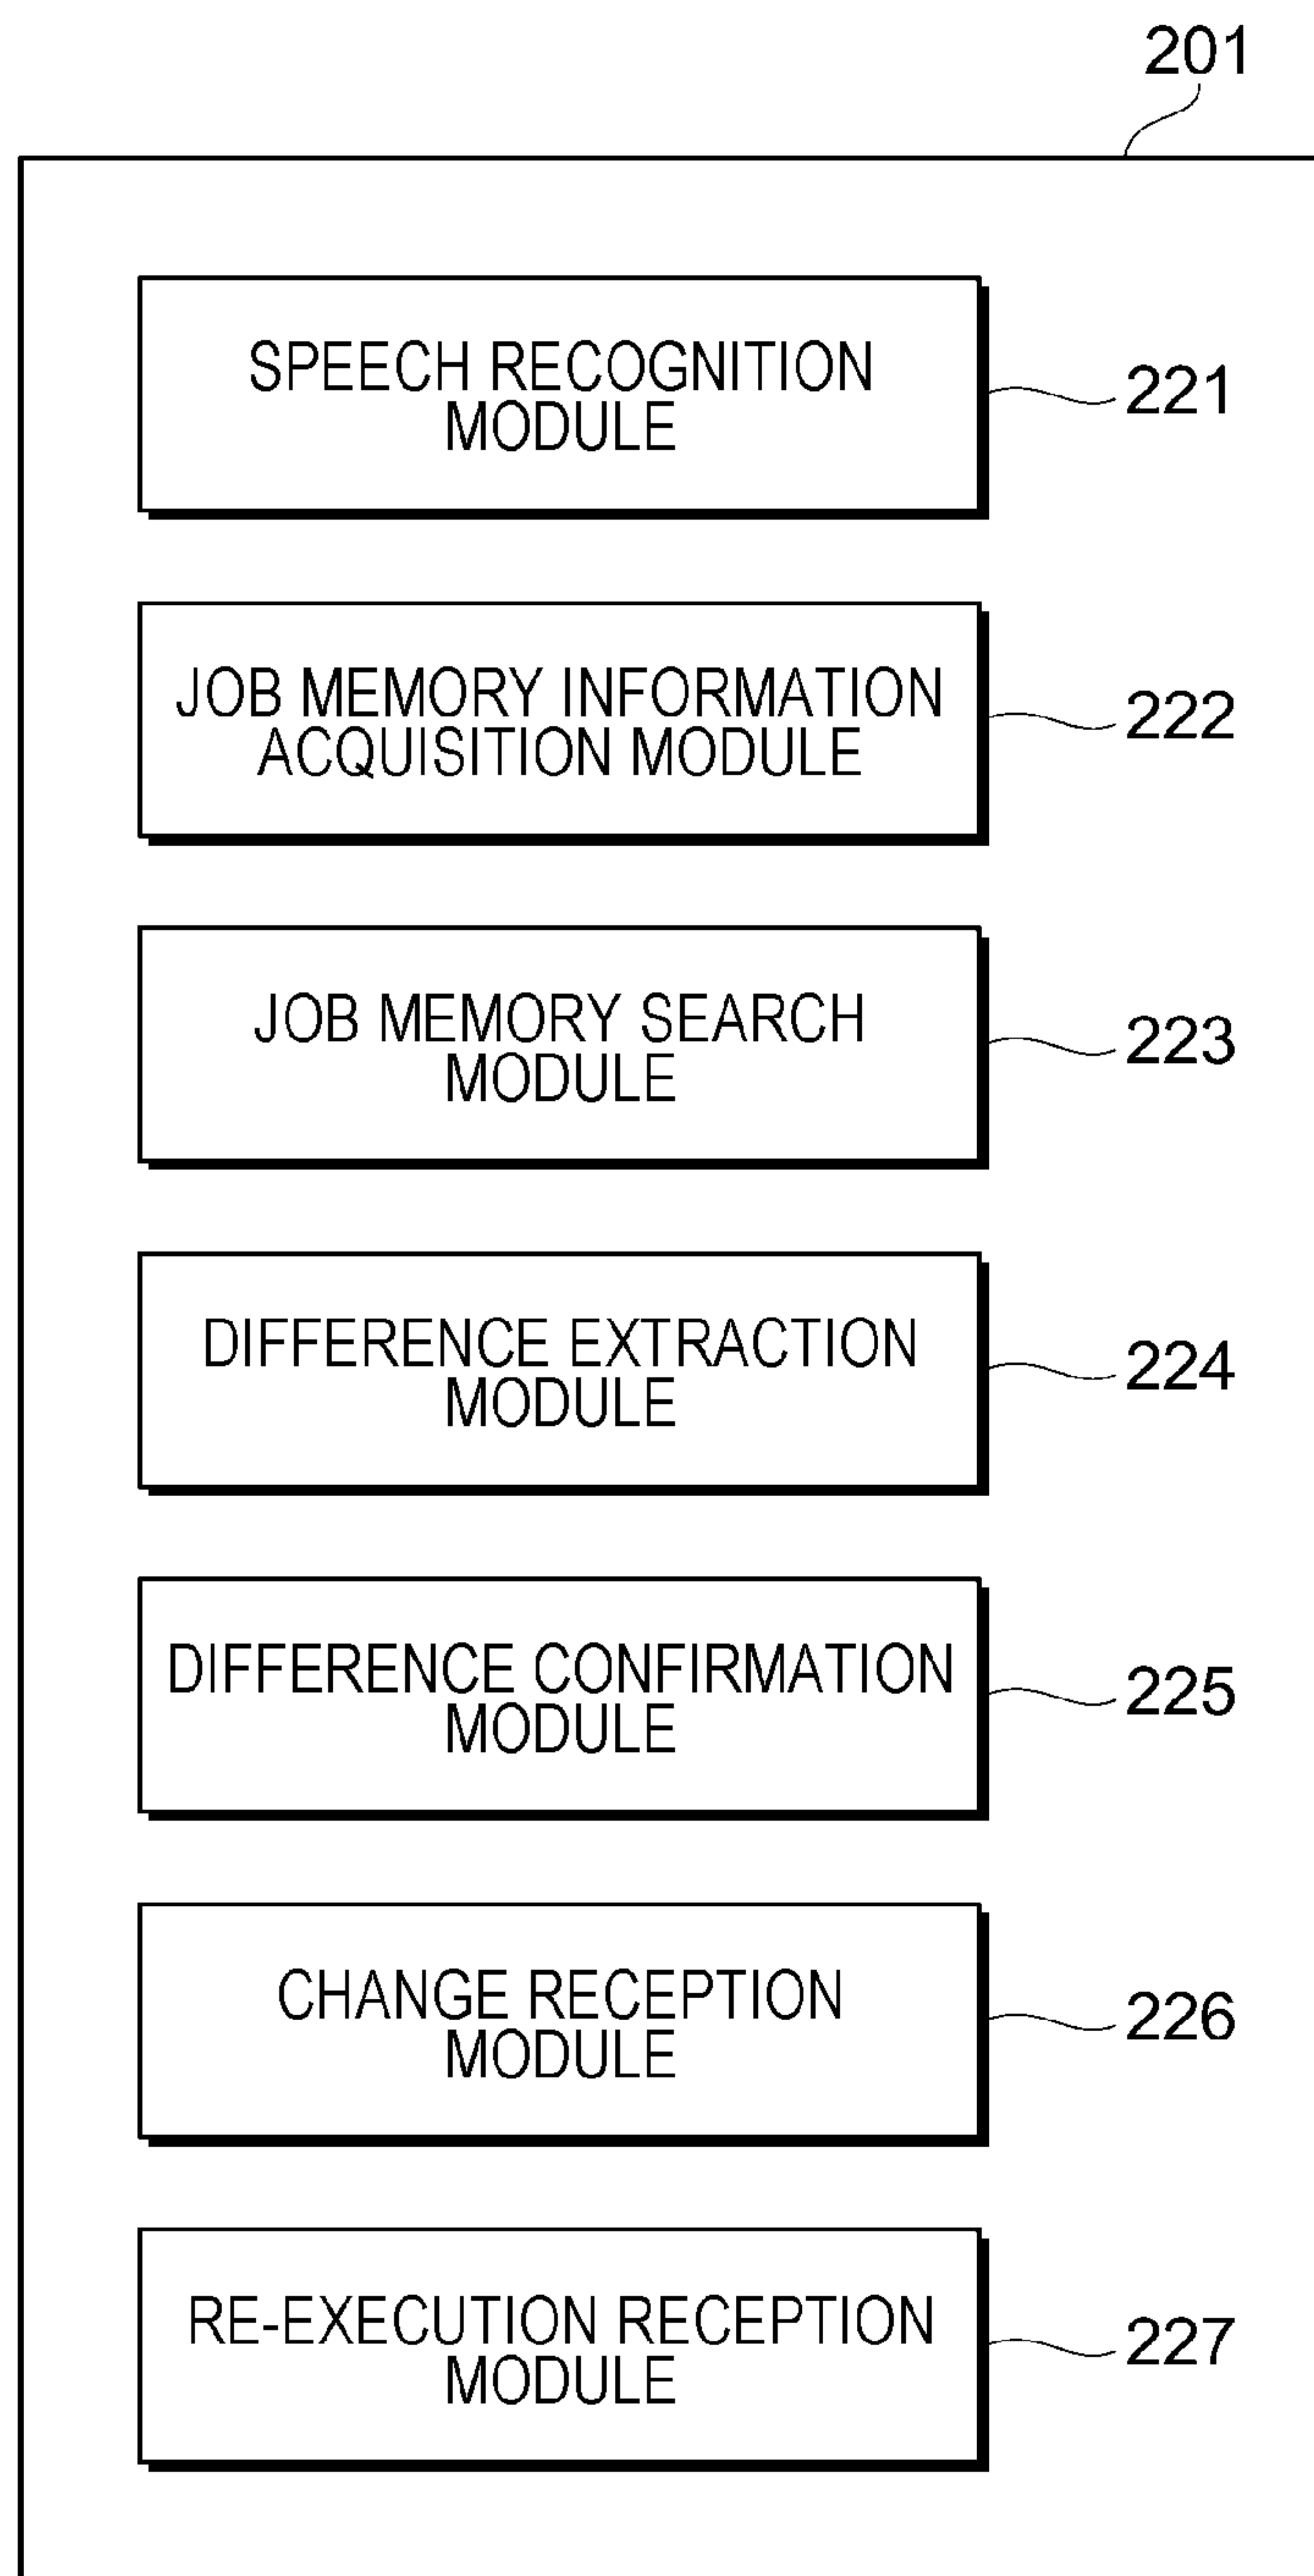 201
SPEECH RECOGNITION
MODULE
221
JOB MEMORY INFORMATION
ACQUISITION MODULE
222
JOB MEMORY SEARCH
MODULE
223
DIFFERENCE EXTRACTION
MODULE
224
DIFFERENCE CONFIRMATION
MODULE
225
CHANGE RECEPTION
MODULE
226
RE-EXECUTION RECEPTION
MODULE
227